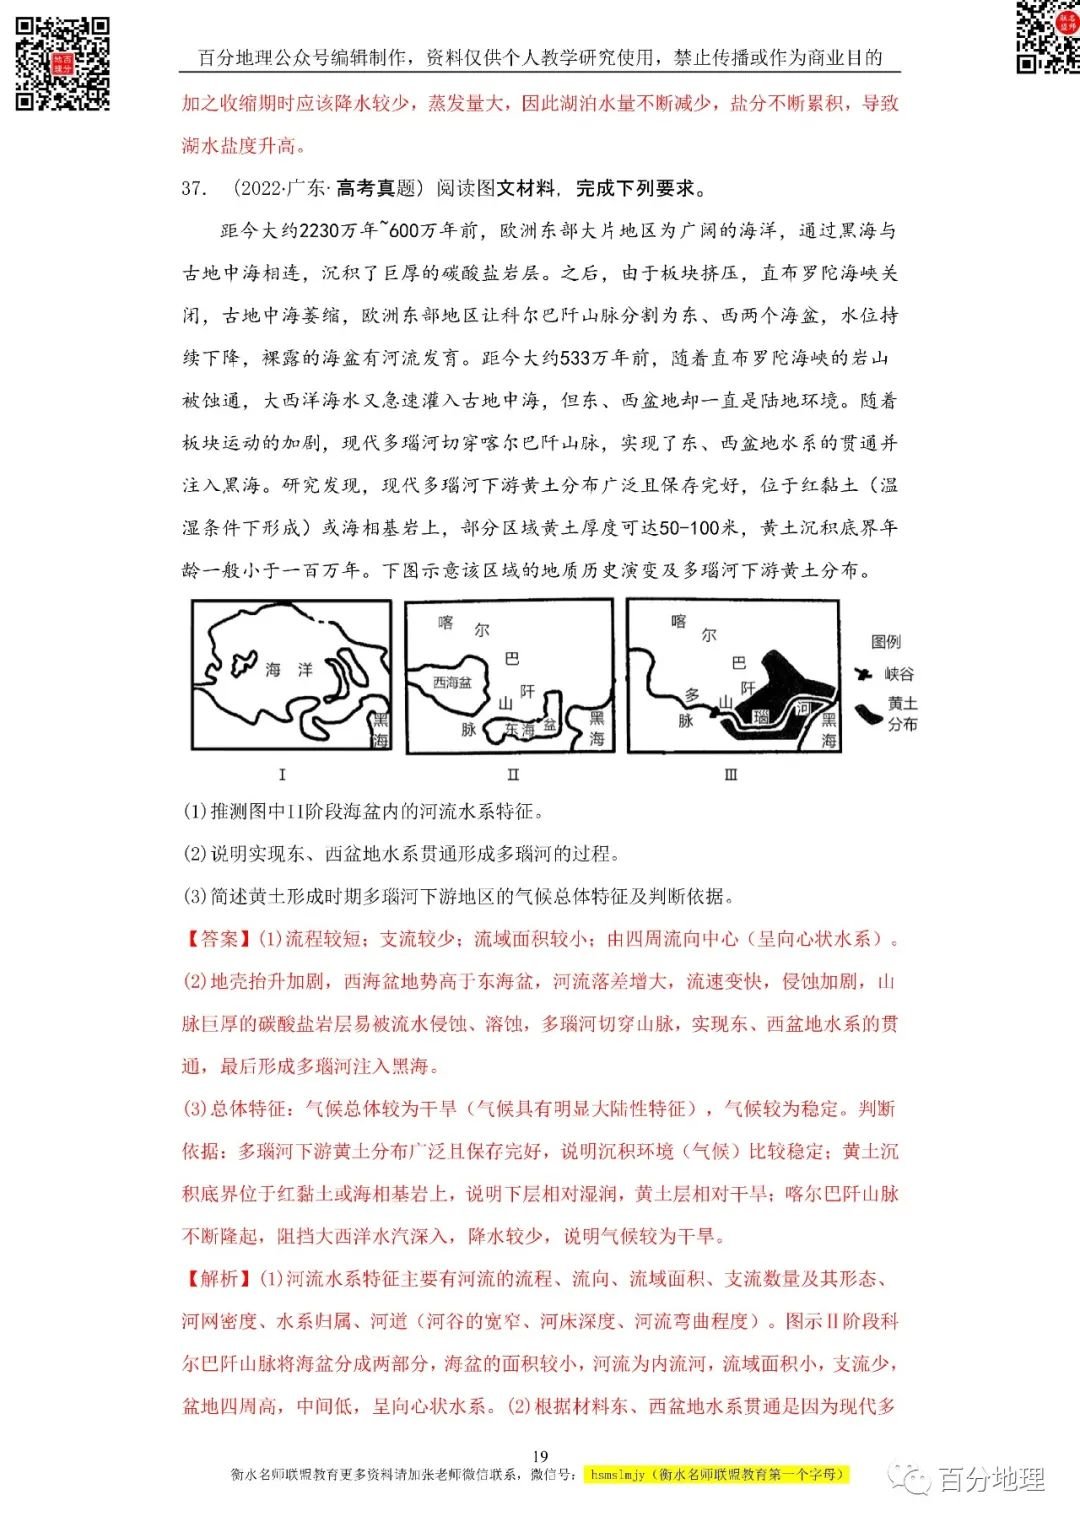 百分地理公众号编辑制作，资料仅供个人教学研究使用，禁止传播或作为商业目的
加之收缩期时应该降水较少，蒸发量大，因此湖泊水量不断减少，盐分不断累积，导致
湖水盐度升高。
37．（2022·广东·高考真题）阅读图文材料，完成下列要求。
距今大约2230万年~600万年前，欧洲东部大片地区为广阔的海洋，通过黑海与
古地中海相连，沉积了巨厚的碳酸盐岩层。之后，由于板块挤压，直布罗陀海峡关
闭，古地中海萎缩，欧洲东部地区让科尔巴阡山脉分割为东、西两个海盆，水位持
续下降，裸露的海盆有河流发育。距今大约533万年前，随着直布罗陀海峡的岩山
被蚀通，大西洋海水又急速灌入古地中海，但东、西盆地却一直是陆地环境。随着
板块运动的加剧，现代多瑙河切穿喀尔巴阡山脉，实现了东、西盆地水系的贯通并
注入黑海。研究发现，现代多瑙河下游黄土分布广泛且保存完好，位于红黏土（温
湿条件下形成）或海相基岩上，部分区域黄土厚度可达50-100米，黄土沉积底界年
龄一般小于一百万年。下图示意该区域的地质历史演变及多瑙河下游黄土分布。
海 洋
黑海
Ⅰ
喀尔巴阡山脉
西海盆
东海盆
黑海
Ⅱ
喀尔巴阡山脉
多瑙河
黑海
Ⅲ
图例
峡谷
黄土
分布
(1)推测图中II阶段海盆内的河流水系特征。
(2)说明实现东、西盆地水系贯通形成多瑙河的过程。
(3)简述黄土形成时期多瑙河下游地区的气候总体特征及判断依据。
【答案】(1)流程较短；支流较少；流域面积较小；由四周流向中心（呈向心状水系）。
(2)地壳抬升加剧，西海盆地势高于东海盆，河流落差增大，流速变快，侵蚀加剧，山
脉巨厚的碳酸盐岩层易被流水侵蚀、溶蚀，多瑙河切穿山脉，实现东、西盆地水系的贯
通，最后形成多瑙河注入黑海。
(3)总体特征：气候总体较为干旱（气候具有明显大陆性特征），气候较为稳定。判断
依据：多瑙河下游黄土分布广泛且保存完好，说明沉积环境（气候）比较稳定；黄土沉
积底界位于红黏土或海相基岩上，说明下层相对湿润，黄土层相对干旱；喀尔巴阡山脉
不断隆起，阻挡大西洋水汽深入，降水较少，说明气候较为干旱。
【解析】(1)河流水系特征主要有河流的流程、流向、流域面积、支流数量及其形态、
河网密度、水系归属、河道（河谷的宽窄、河床深度、河流弯曲程度）。图示Ⅱ阶段科
尔巴阡山脉将海盆分成两部分，海盆的面积较小，河流为内流河，流域面积小，支流少，
盆地四周高，中间低，呈向心状水系。(2)根据材料东、西盆地水系贯通是因为现代多
19
衡水名师联盟教育更多资料请加张老师微信联系，微信号： hsmslmjy（衡水名师联盟教育第一个字母）
百分地理